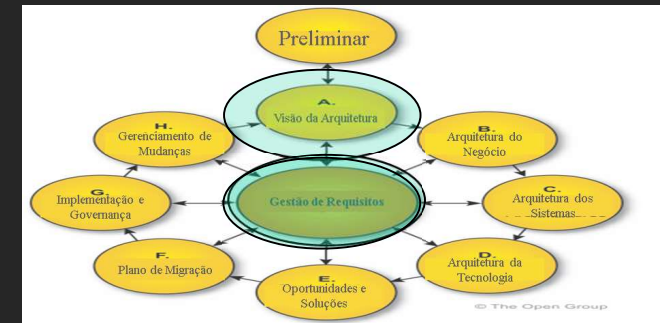 Preliminar
A.
Visão da Arquitetura
H.
Gerenciamento de
Mudanças
B.
Arquitetura do
Negócio
G.
Implementação e
Governança
Gestão de Requisitos
C.
Arquitetura dos
Sistemas
F.
Plano de Migração
D.
Arquitetura da
Tecnologia
E.
Oportunidades e
Soluções
© The Open Group